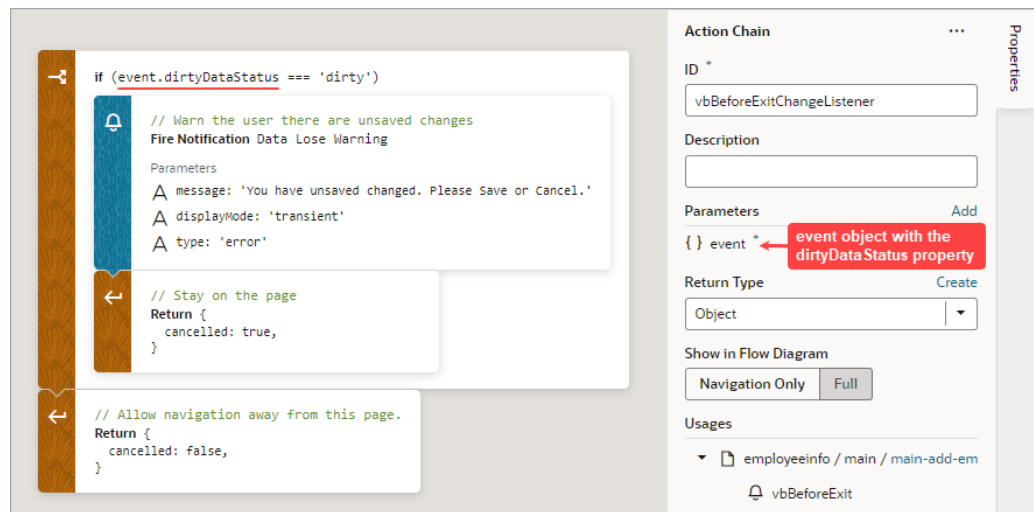 if (event.dirtyDataStatus === 'dirty')
// Warn the user there are unsaved changes
Fire Notification Data Lose Warning
Parameters
A message: 'You have unsaved changed. Please Save or Cancel.'
A displayMode: 'transient'
A type: 'error'
// Stay on the page
Return {
cancelled: true,
}
// Allow navigation away from this page.
Return {
cancelled: false,
}
Action Chain
...
ID *
vbBeforeExitChangeListener
Description
Parameters Add
{ } event *
event object with the
dirtyDataStatus property
Return Type Create
Object
Show in Flow Diagram
Navigation Only Full
Usages
employeeinfo / main / main-add-em
vbBeforeExit
Properties